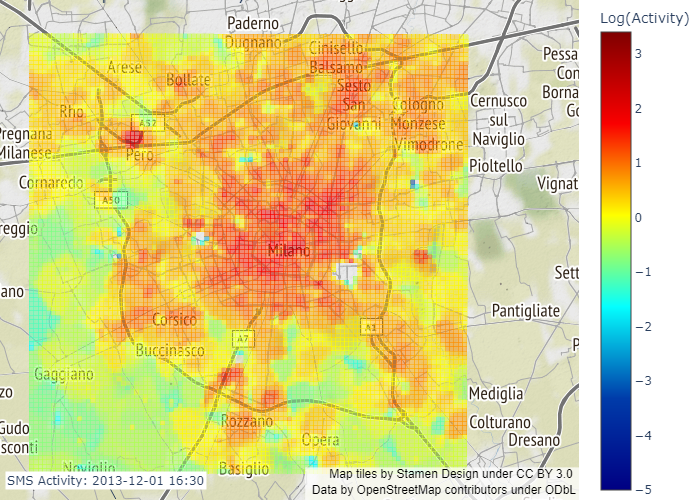 Paderno
Dugnano
Cinisello
Balsamo
Arese
Bollate
Sesto
San
Giovanni
Cologno
Monzese
Vimodrone
Cernusco
sul
Naviglio
Pioltello
Pessa
Con
Borna
Go
Rho
A52
Pero
Pregnana
Milanese
Cornaredo
A50
reggio
Vignat
Milano
Sett
ano
Pantigliate
Corsico
A7
A1
Buccinasco
P
Gaggiano
zo
Mediglia
Rozzano
Colturano
Dresano
Gudo
sconti
Opera
Noviglio
Basiglio
SMS Activity: 2013-12-01 16:30
Map tiles by Stamen Design under CC BY 3.0
Data by OpenStreetMap contributors under ODbL
Log(Activity)
3
2
1
0
−1
−2
−3
−4
−5